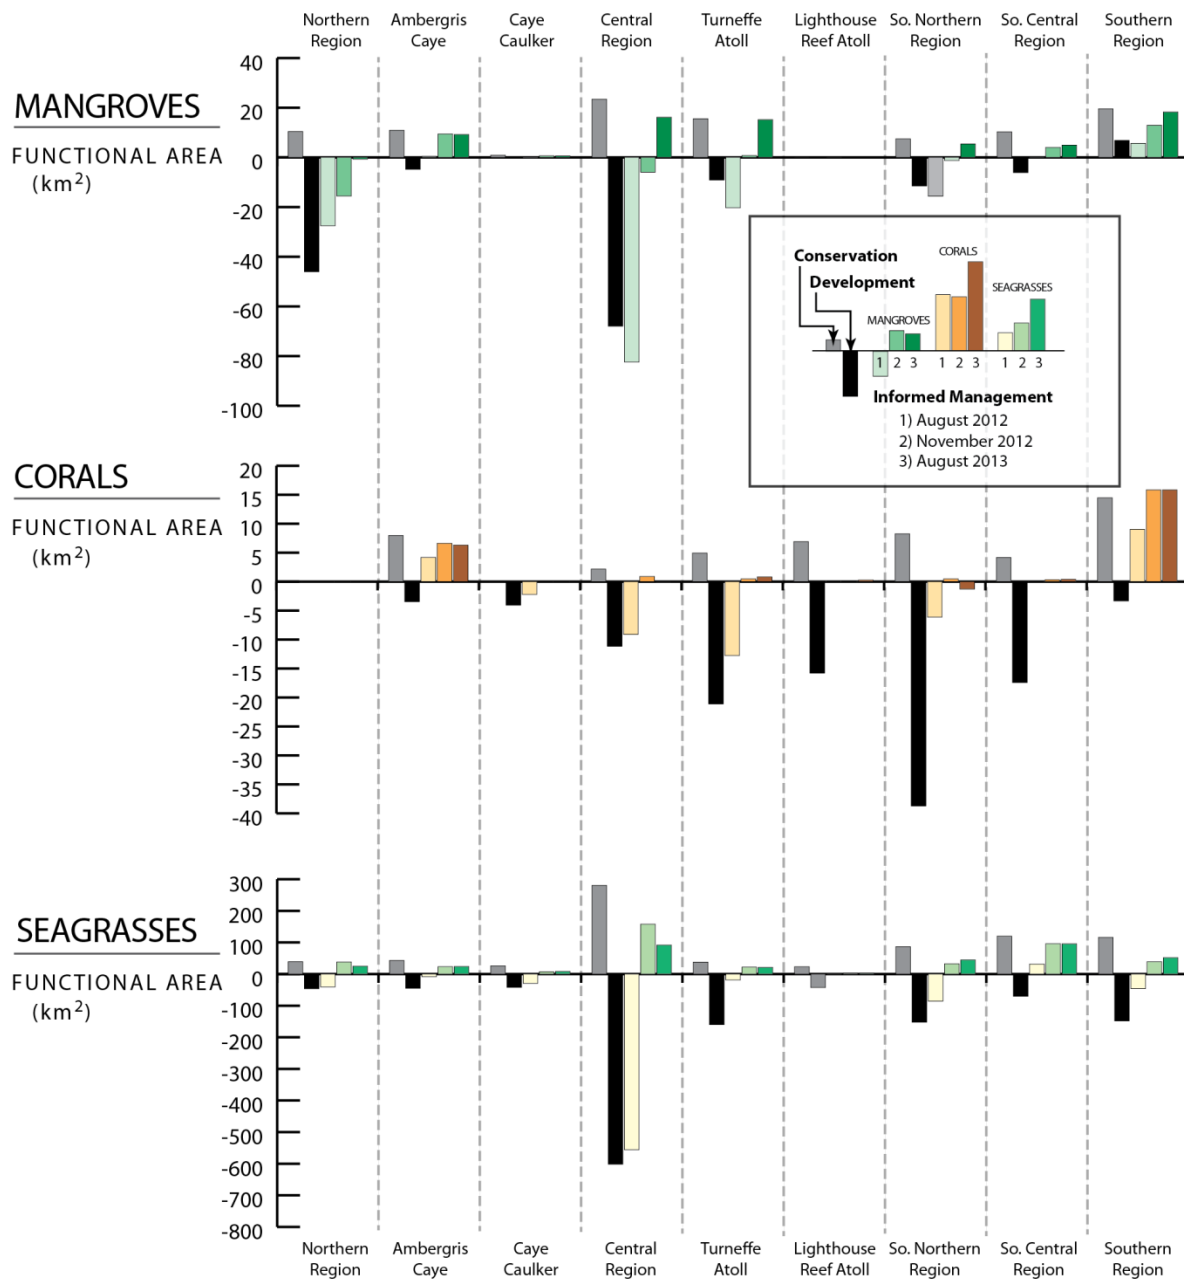 Northern Region
Ambergris Caye
Caye Caulker
Central Region
Turneffe Atoll
Lighthouse Reef Atoll
So. Northern Region
So. Central Region
Southern Region
MANGROVES
FUNCTIONAL AREA
(km²)
40
20
0
-20
-40
-60
-80
-100
Conservation
Development
MANGROVES
CORALS
SEAGRASSES
1 2 3
1 2 3
1 2 3
Informed Management
1) August 2012
2) November 2012
3) August 2013
CORALS
FUNCTIONAL AREA
(km²)
20
15
10
5
0
-5
-10
-15
-20
-25
-30
-35
-40
SEAGRASSES
FUNCTIONAL AREA
(km²)
300
200
100
0
-100
-200
-300
-400
-500
-600
-700
-800
Northern Region
Ambergris Caye
Caye Caulker
Central Region
Turneffe Atoll
Lighthouse Reef Atoll
So. Northern Region
So. Central Region
Southern Region